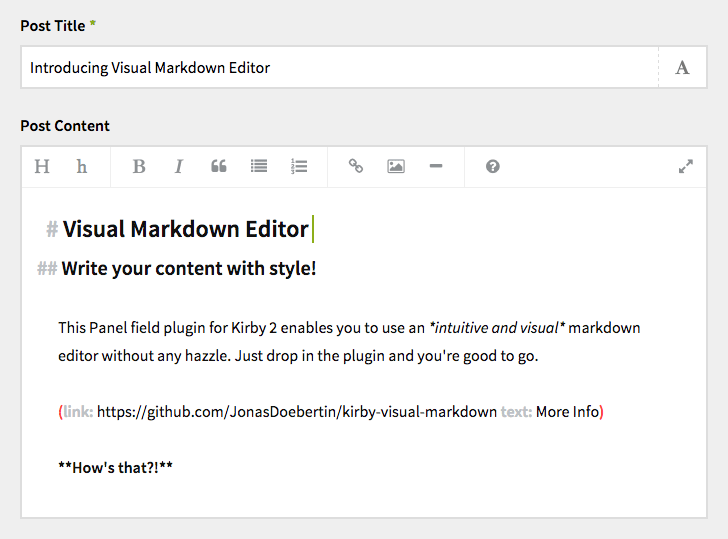 Post Title *
Introducing Visual Markdown Editor
A
Post Content
H h B I
# Visual Markdown Editor
## Write your content with style!
This Panel field plugin for Kirby 2 enables you to use an *intuitive and visual* markdown
editor without any hazzle. Just drop in the plugin and you're good to go.
(link: https://github.com/JonasDoebertin/kirby-visual-markdown text: More Info)
**How's that?!**